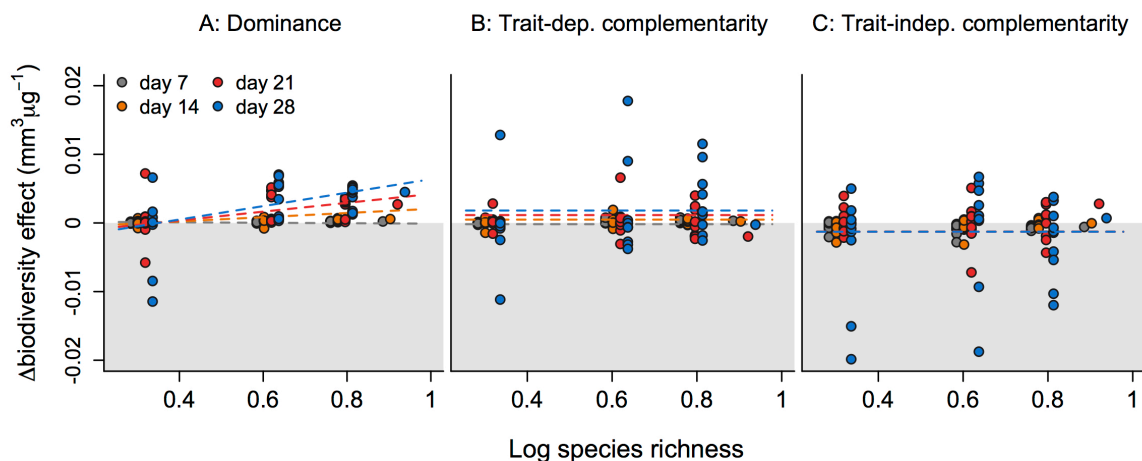 A: Dominance
B: Trait-dep. complementarity
C: Trait-indep. complementarity
Δbiodiversity effect (mm³µg⁻¹)
0.02
0.01
0
-0.01
-0.02
day 7
day 21
day 14
day 28
0.4 0.6 0.8 1
0.4 0.6 0.8 1
0.4 0.6 0.8 1
Log species richness